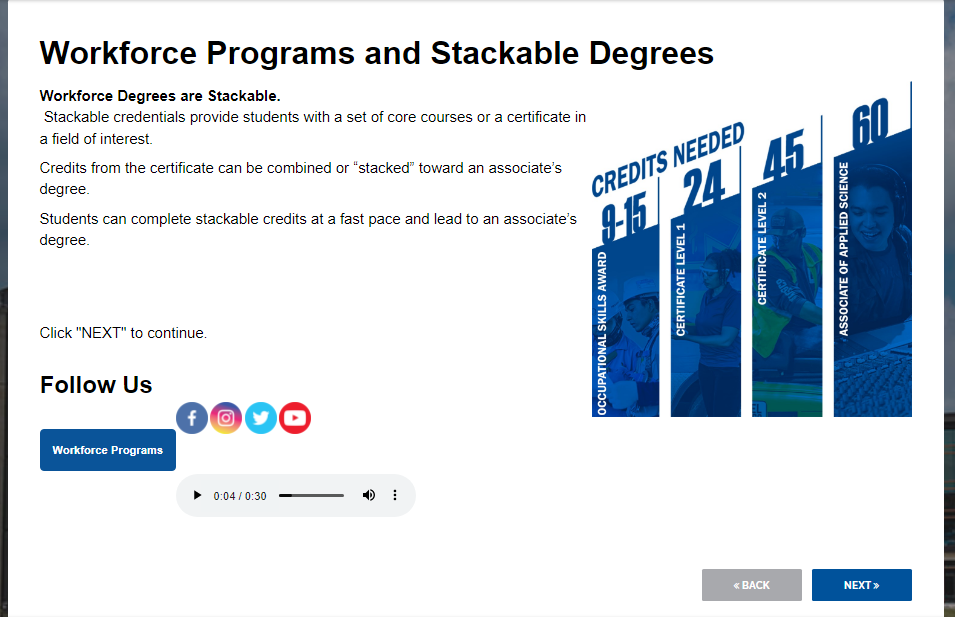 Workforce Programs and Stackable Degrees
Workforce Degrees are Stackable.
Stackable credentials provide students with a set of core courses or a certificate in
a field of interest.
Credits from the certificate can be combined or “stacked” toward an associate’s
degree.
Students can complete stackable credits at a fast pace and lead to an associate’s
degree.
CREDITS NEEDED
9-15
24
45
60
OCCUPATIONAL SKILLS AWARD
CERTIFICATE LEVEL 1
CERTIFICATE LEVEL 2
ASSOCIATE OF APPLIED SCIENCE
Click "NEXT" to continue.
Follow Us
Workforce Programs
0:04 / 0:30
« BACK
NEXT »